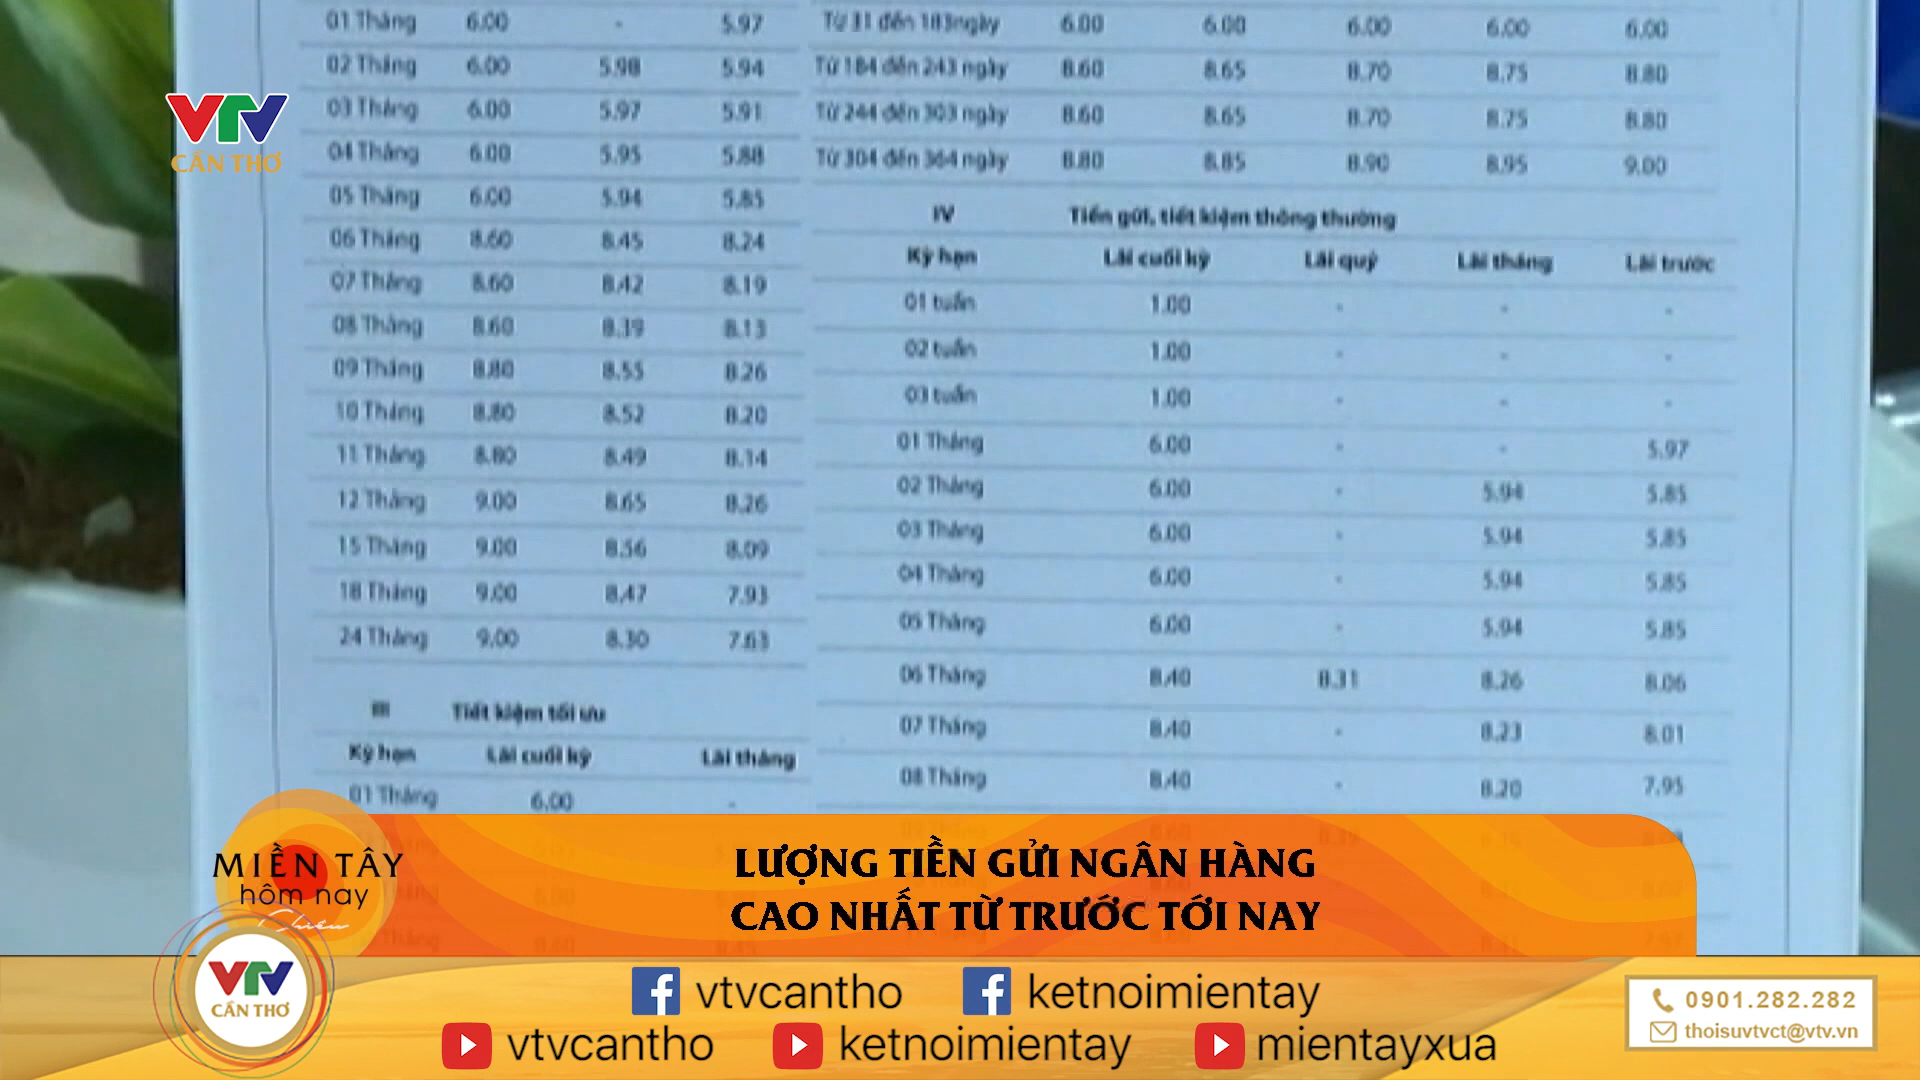 01 Tháng 6.00 - 5.97
02 Tháng 6.00 5.98 5.94
03 Tháng 6.00 5.97 5.91
04 Tháng 6.00 5.95 5.88
05 Tháng 6.00 5.94 5.85
06 Tháng 8.60 8.45 8.24
07 Tháng 8.60 8.42 8.19
08 Tháng 8.60 8.39 8.13
09 Tháng 8.80 8.55 8.26
10 Tháng 8.80 8.52 8.20
11 Tháng 8.80 8.49 8.14
12 Tháng 9.00 8.65 8.26
15 Tháng 9.00 8.56 8.09
18 Tháng 9.00 8.47 7.93
24 Tháng 9.00 8.30 7.63
III Tiết kiệm tối ưu
Kỳ hạn Lãi cuối kỳ Lãi tháng
01 Tháng 6.00 -
Từ 31 đến 183ngày 6.00 6.00 6.00 6.00 6.00
Từ 184 đến 243 ngày 8.60 8.65 8.70 8.75 8.80
Từ 244 đến 303 ngày 8.60 8.65 8.70 8.75 8.80
Từ 304 đến 364 ngày 8.80 8.85 8.90 8.95 9.00
IV Tiền gửi, tiết kiệm thông thường
Kỳ hạn Lãi cuối kỳ Lãi quý Lãi tháng Lãi trước
01 tuần 1.00 - - -
02 tuần 1.00 - - -
03 tuần 1.00 - - -
01 Tháng 6.00 - - 5.97
02 Tháng 6.00 - 5.94 5.85
03 Tháng 6.00 - 5.94 5.85
04 Tháng 6.00 - 5.94 5.85
05 Tháng 6.00 - 5.94 5.85
06 Tháng 8.40 8.31 8.26 8.06
07 Tháng 8.40 - 8.23 8.01
08 Tháng 8.40 - 8.20 7.95
VTV
CẦN THƠ
MIỀN TÂY
hôm nay
Chiều
LƯỢNG TIỀN GỬI NGÂN HÀNG
CAO NHẤT TỪ TRƯỚC TỚI NAY
VTV
CẦN THƠ
vtvcantho ketnoimientay
vtvcantho ketnoimientay mientayxua
0901.282.282
thoisuvtvct@vtv.vn